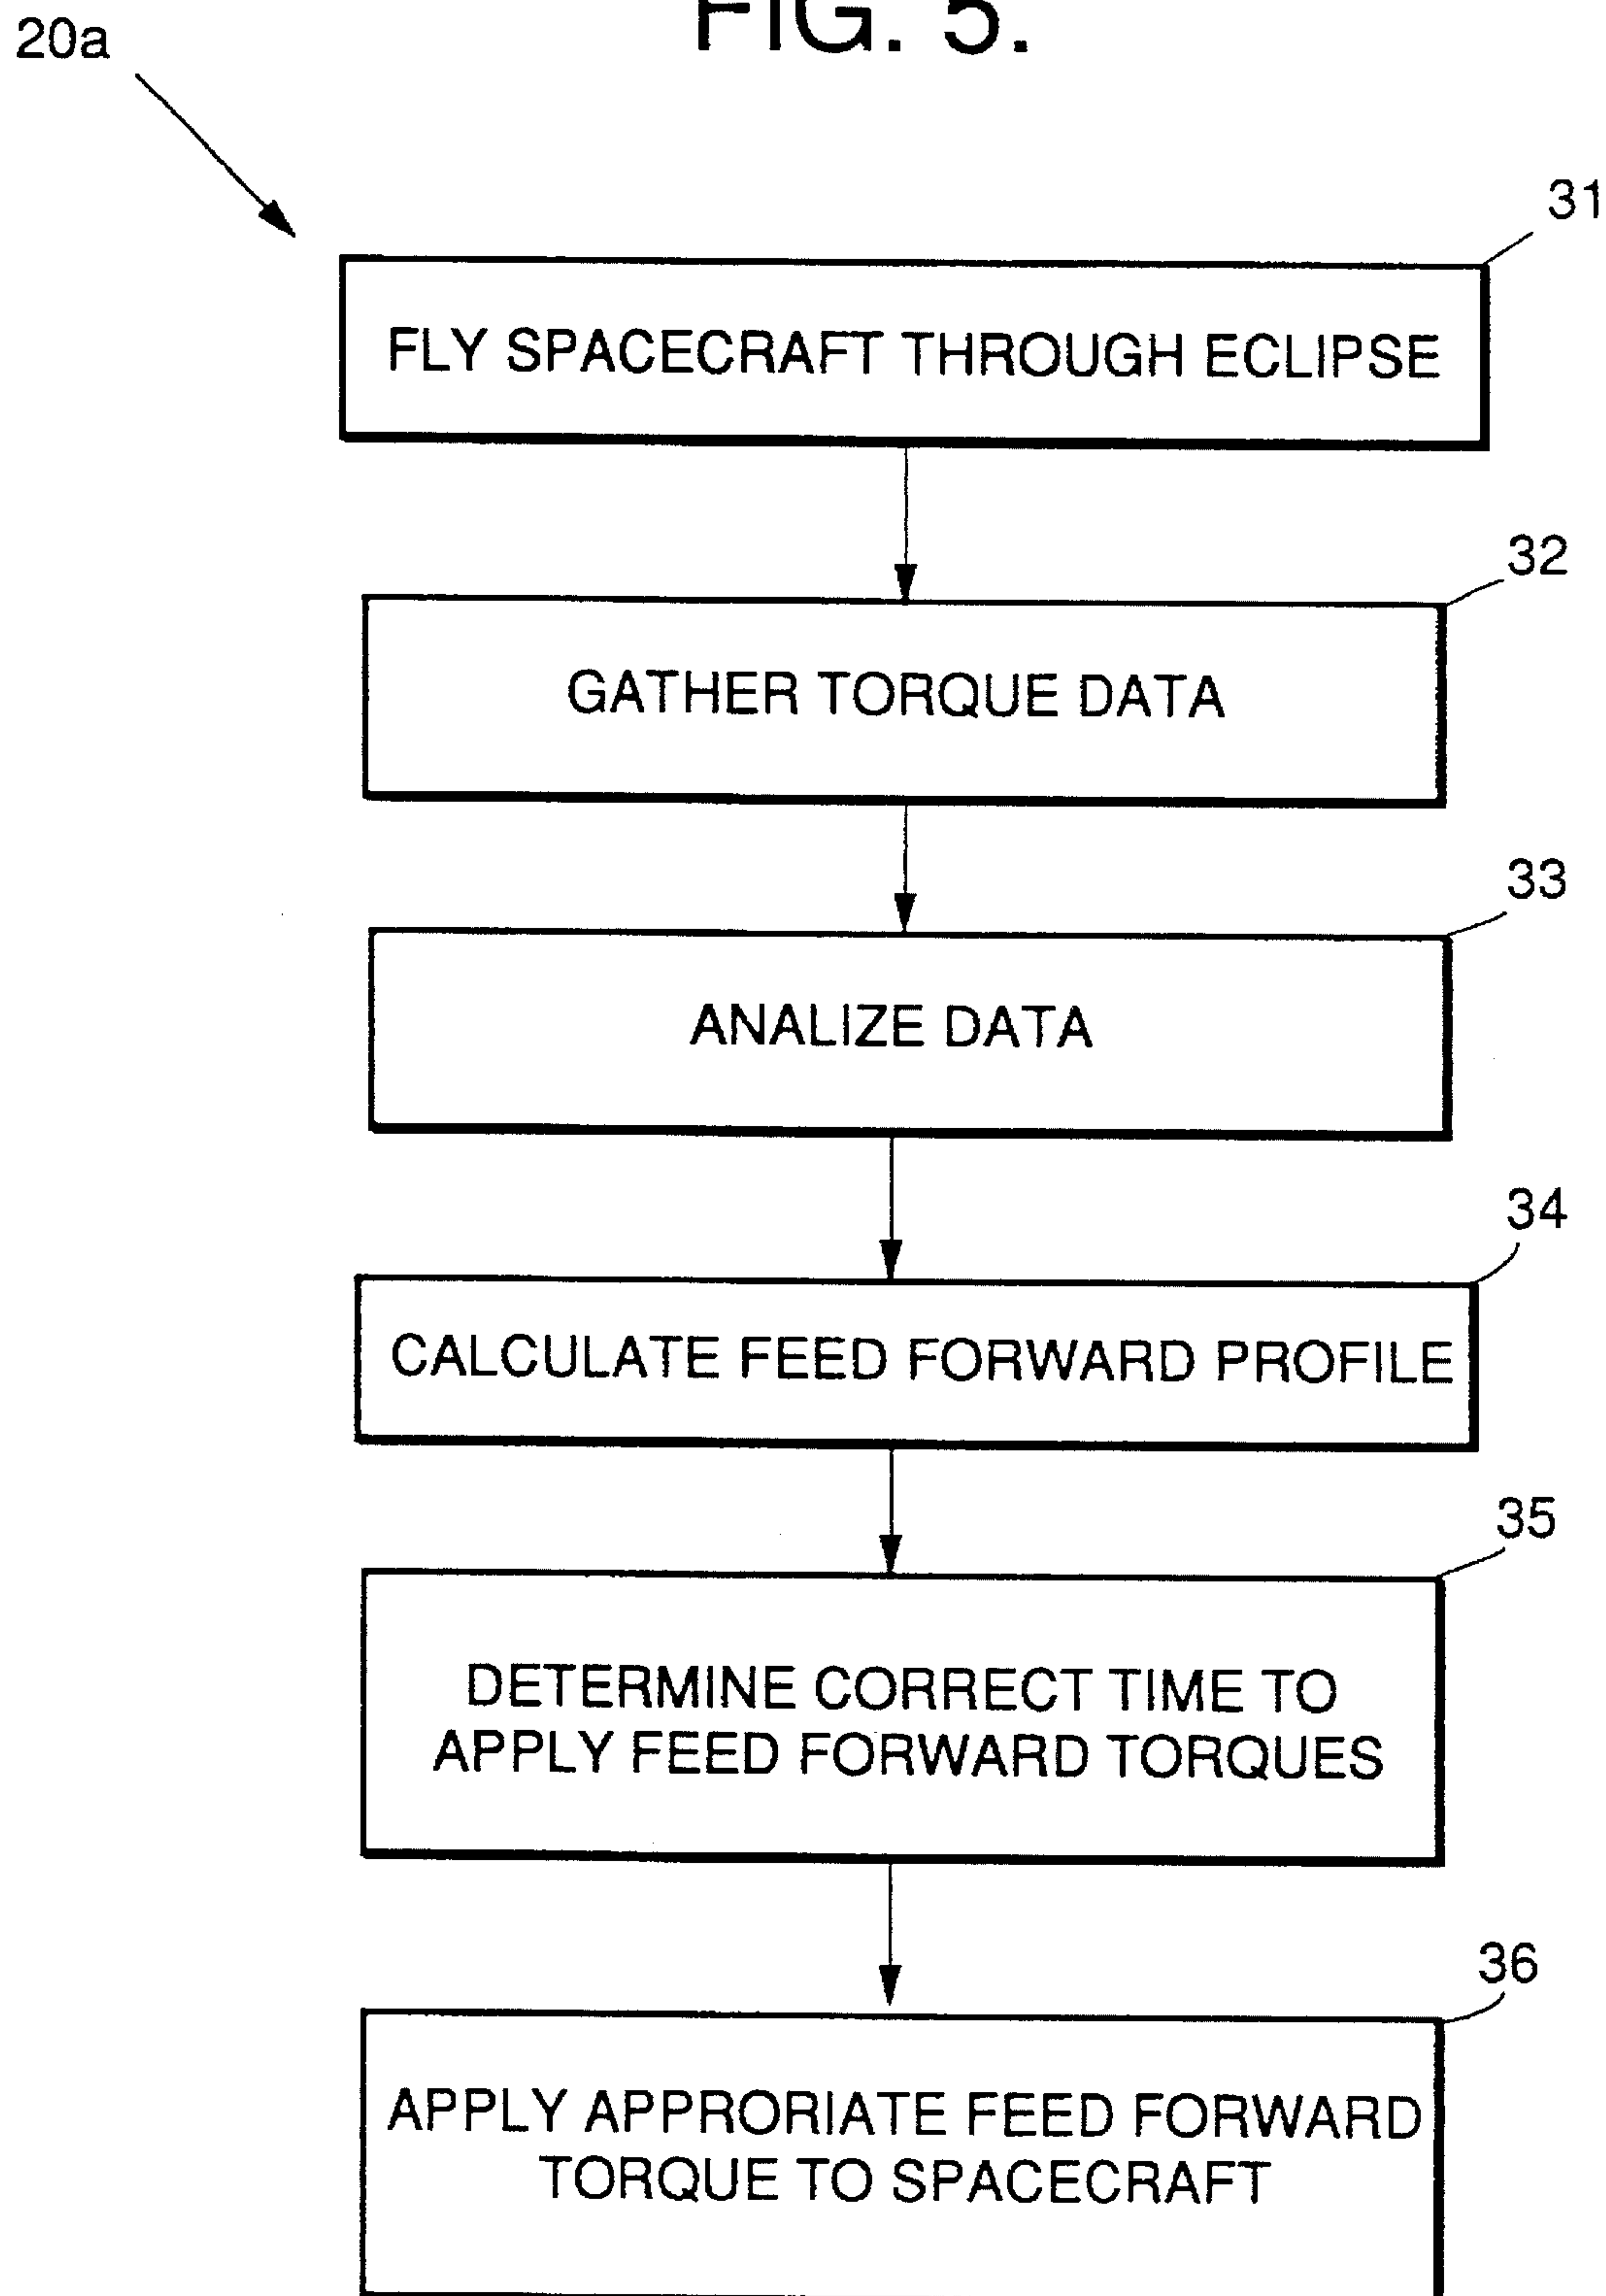 FIG. 5.
20a
31
FLY SPACECRAFT THROUGH ECLIPSE
32
GATHER TORQUE DATA
33
ANALIZE DATA
34
CALCULATE FEED FORWARD PROFILE
35
DETERMINE CORRECT TIME TO
APPLY FEED FORWARD TORQUES
36
APPLY APPRORIATE FEED FORWARD
TORQUE TO SPACECRAFT